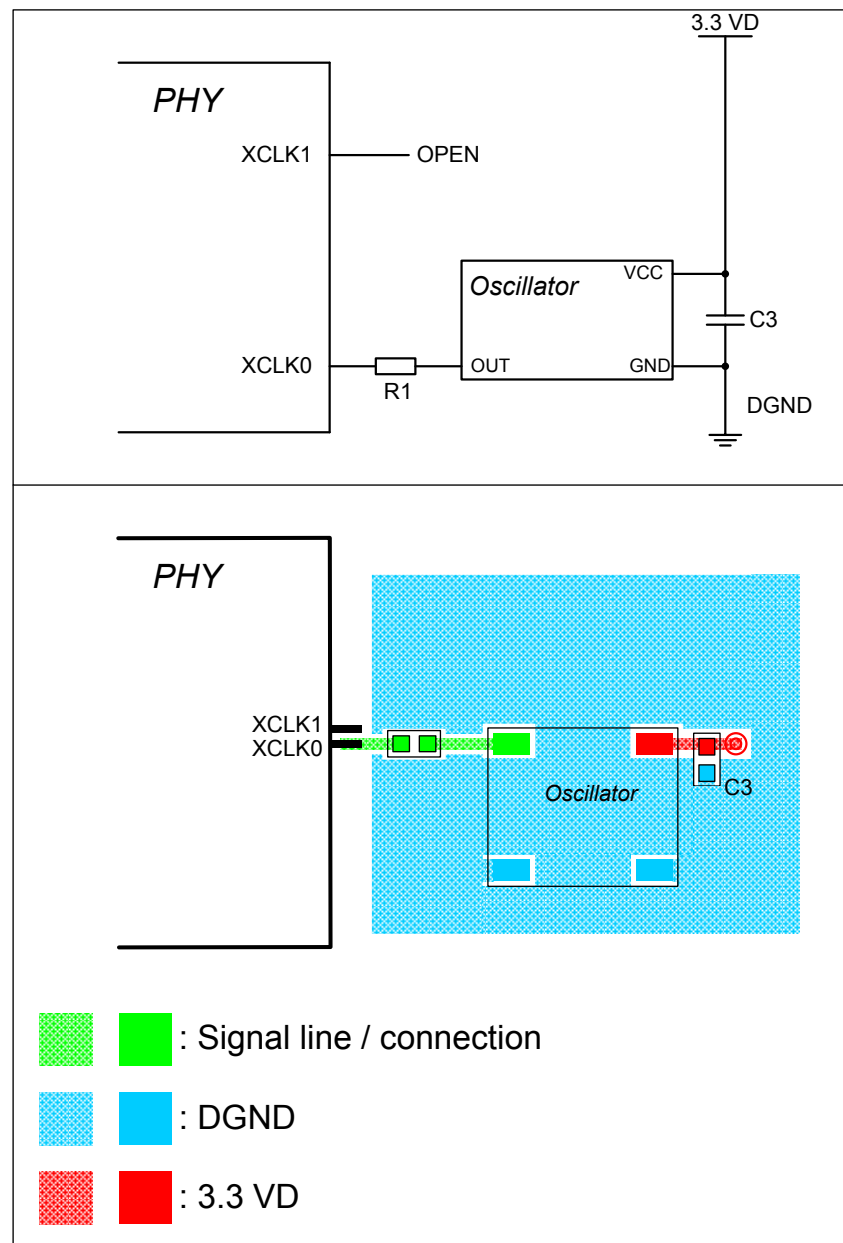 3.3 VD
PHY
XCLK1
OPEN
VCC
Oscillator
C3
XCLK0
OUT
GND
R1
DGND
PHY
XCLK1
XCLK0
Oscillator
C3
: Signal line / connection
: DGND
: 3.3 VD